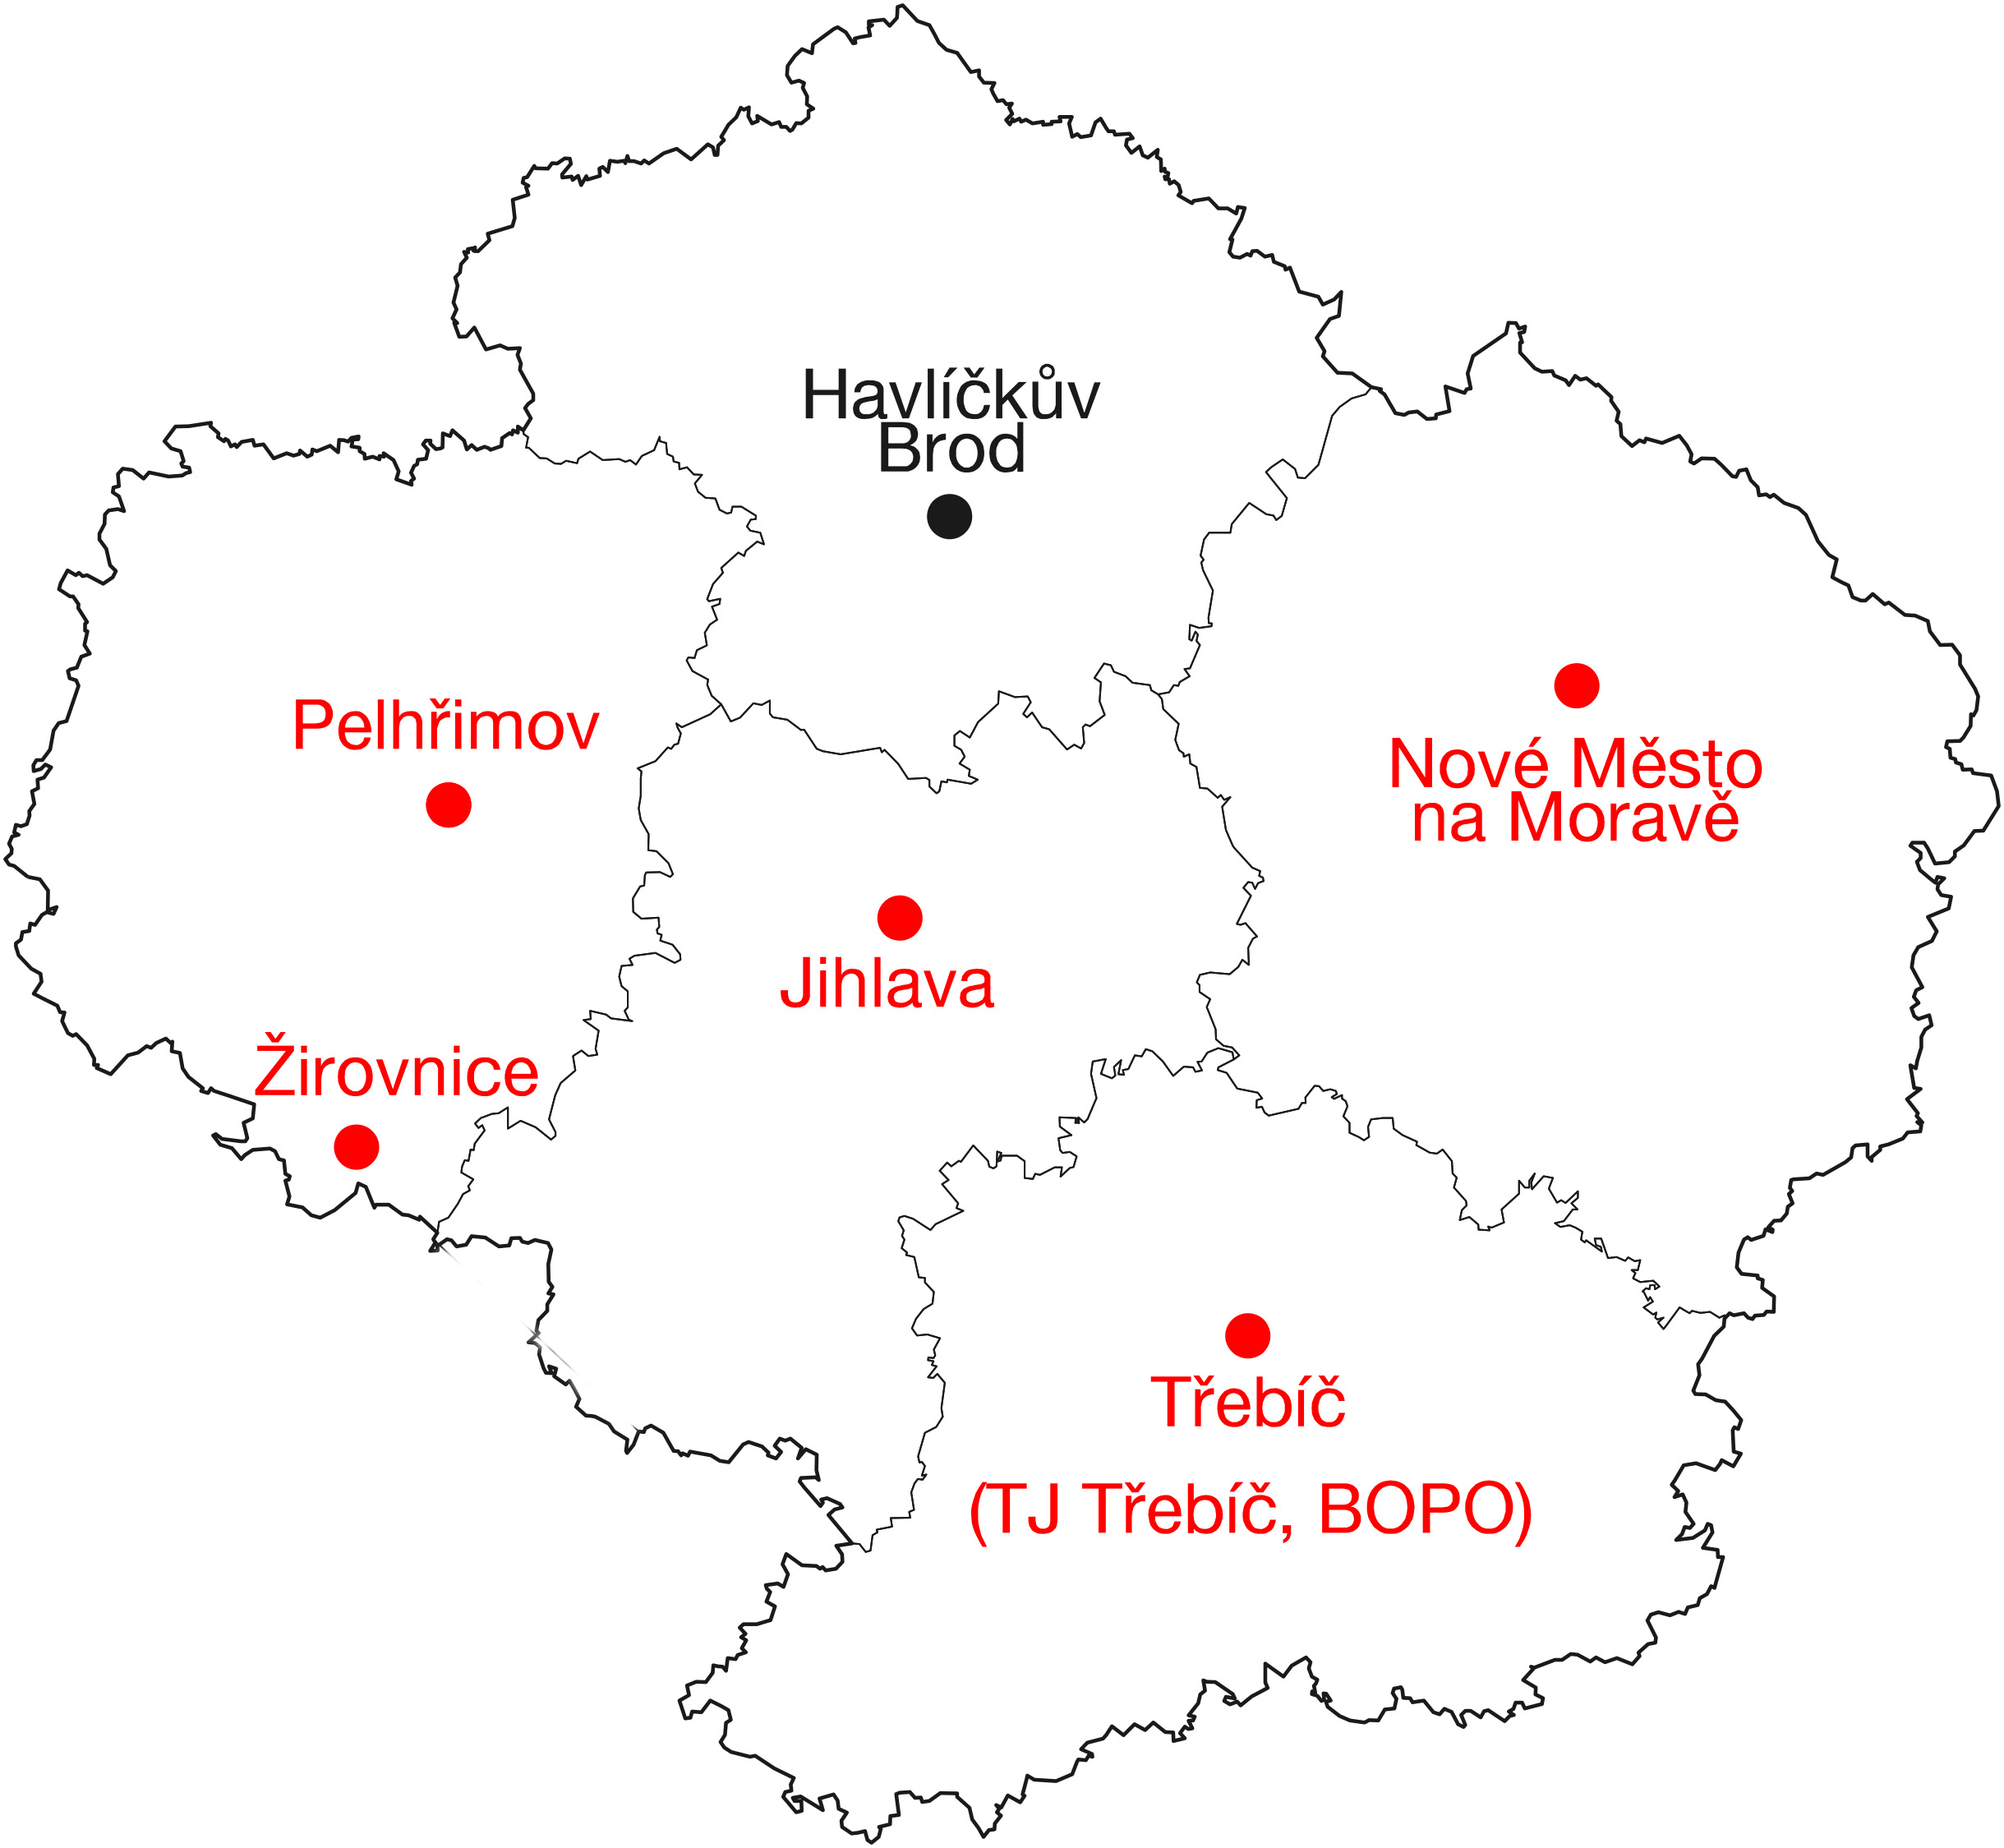 Havlíčkův
Brod
Pelhřimov
Nové Město
na Moravě
Jihlava
Žirovnice
Třebíč
(TJ Třebíč, BOPO)